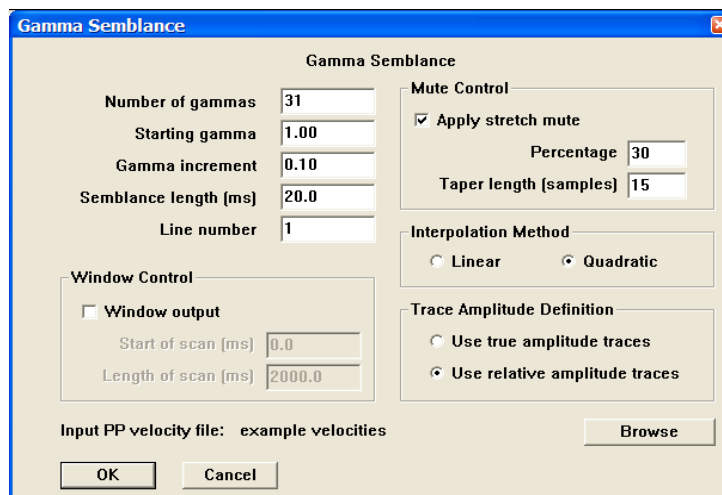 Gamma Semblance
Gamma Semblance
Number of gammas 31
Starting gamma 1.00
Gamma increment 0.10
Semblance length (ms) 20.0
Line number 1
Mute Control
Apply stretch mute
Percentage 30
Taper length (samples) 15
Interpolation Method
Linear Quadratic
Window Control
Window output
Start of scan (ms) 0.0
Length of scan (ms) 2000.0
Trace Amplitude Definition
Use true amplitude traces
Use relative amplitude traces
Input PP velocity file: example velocities
Browse
OK Cancel